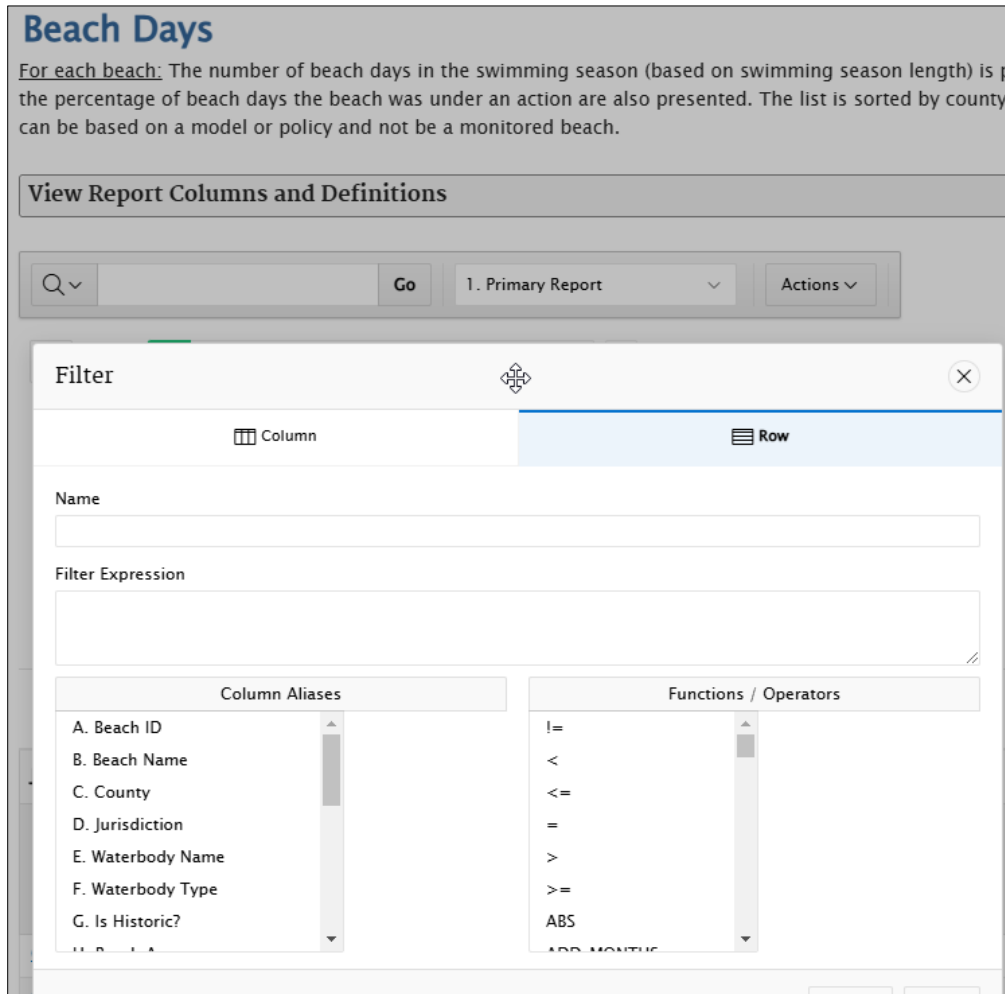 Beach Days
For each beach: The number of beach days in the swimming season (based on swimming season length) is
the percentage of beach days the beach was under an action are also presented. The list is sorted by county
can be based on a model or policy and not be a monitored beach.
View Report Columns and Definitions
Go
1. Primary Report
Actions
Filter
Column
Row
Name
Filter Expression
Column Aliases
Functions / Operators
A. Beach ID
!=
B. Beach Name
<
C. County
<=
D. Jurisdiction
=
E. Waterbody Name
>
F. Waterbody Type
>=
G. Is Historic?
ABS
ADD_MONTHS